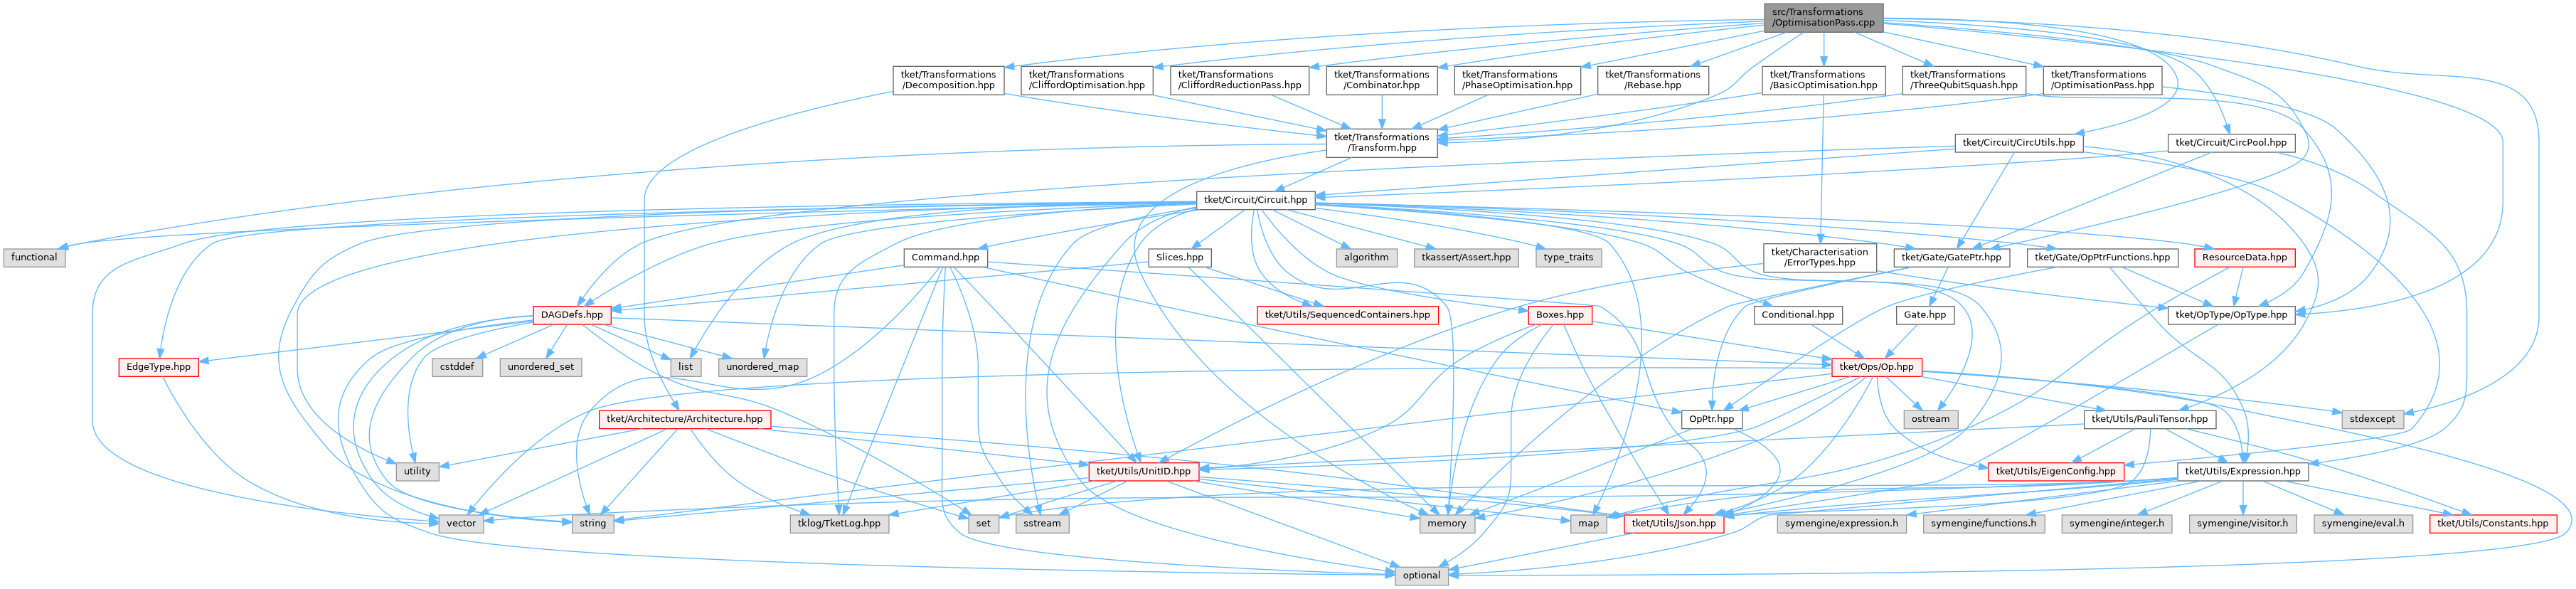 src/Transformations
/OptimisationPass.cpp
tket/Transformations
/Decomposition.hpp
tket/Transformations
/CliffordOptimisation.hpp
tket/Transformations
/CliffordReductionPass.hpp
tket/Transformations
/Combinator.hpp
tket/Transformations
/PhaseOptimisation.hpp
tket/Transformations
/Rebase.hpp
tket/Transformations
/BasicOptimisation.hpp
tket/Transformations
/ThreeQubitSquash.hpp
tket/Transformations
/OptimisationPass.hpp
tket/Transformations
/Transform.hpp
tket/Circuit/CircUtils.hpp
tket/Circuit/CircPool.hpp
tket/Circuit/Circuit.hpp
functional
Command.hpp
Slices.hpp
algorithm
tkassert/Assert.hpp
type_traits
tket/Characterisation
/ErrorTypes.hpp
tket/Gate/GatePtr.hpp
tket/Gate/OpPtrFunctions.hpp
ResourceData.hpp
DAGDefs.hpp
tket/Utils/SequencedContainers.hpp
Boxes.hpp
Conditional.hpp
Gate.hpp
tket/OpType/OpType.hpp
EdgeType.hpp
cstddef
unordered_set
list
unordered_map
tket/Ops/Op.hpp
tket/Architecture/Architecture.hpp
OpPtr.hpp
ostream
tket/Utils/PauliTensor.hpp
stdexcept
utility
tket/Utils/UnitID.hpp
tket/Utils/EigenConfig.hpp
tket/Utils/Expression.hpp
vector
string
tklog/TketLog.hpp
set
sstream
memory
map
tket/Utils/Json.hpp
symengine/expression.h
symengine/functions.h
symengine/integer.h
symengine/visitor.h
symengine/eval.h
tket/Utils/Constants.hpp
optional